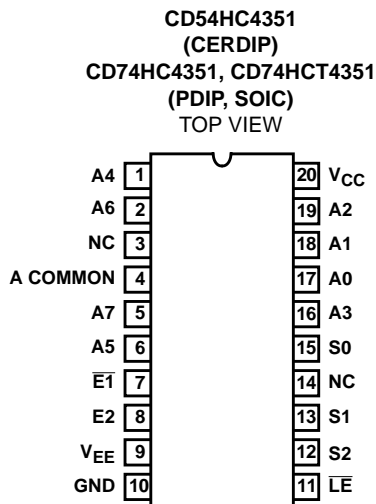 CD54HC4351
(CERDIP)
CD74HC4351, CD74HCT4351
(PDIP, SOIC)
TOP VIEW
A4 1 20 VCC
A6 2 19 A2
NC 3 18 A1
A COMMON 4 17 A0
A7 5 16 A3
A5 6 15 S0
E1 7 14 NC
E2 8 13 S1
VEE 9 12 S2
GND 10 11 LE